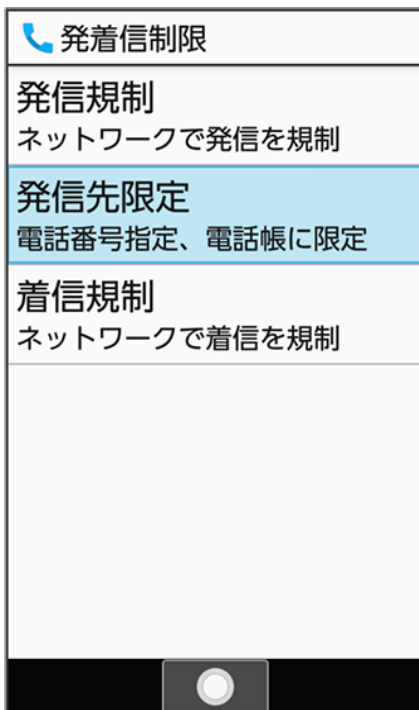 発着信制限
発信規制
ネットワークで発信を規制
発信先限定
電話番号指定、電話帳に限定
着信規制
ネットワークで着信を規制